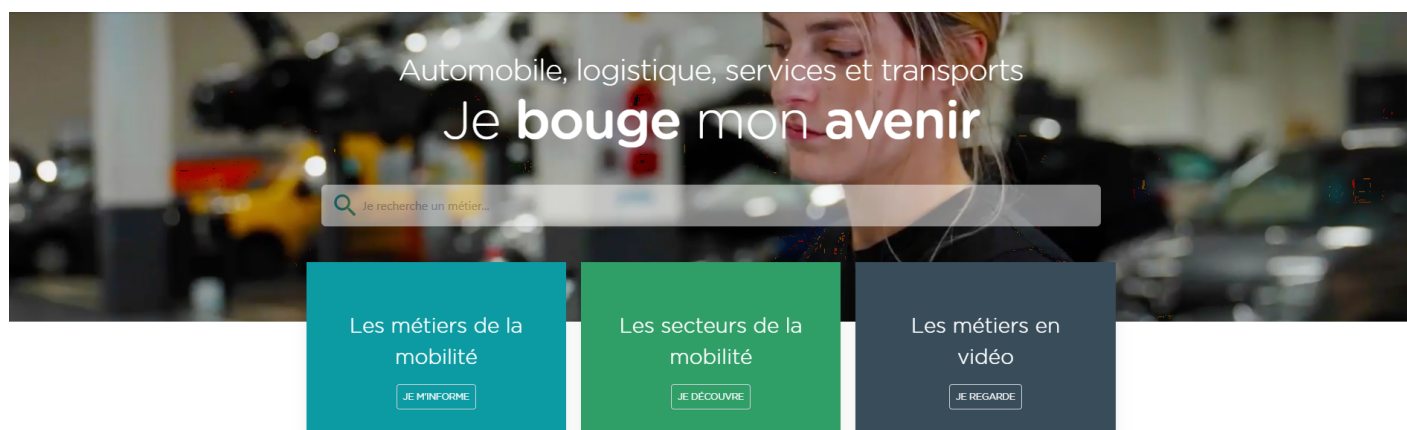 Automobile, logistique, services et transports
Je bouge mon avenir
Je recherche un métier...
Les métiers de la
mobilité
JE M'INFORME
Les secteurs de la
mobilité
JE DÉCOUVRE
Les métiers en
vidéo
JE REGARDE